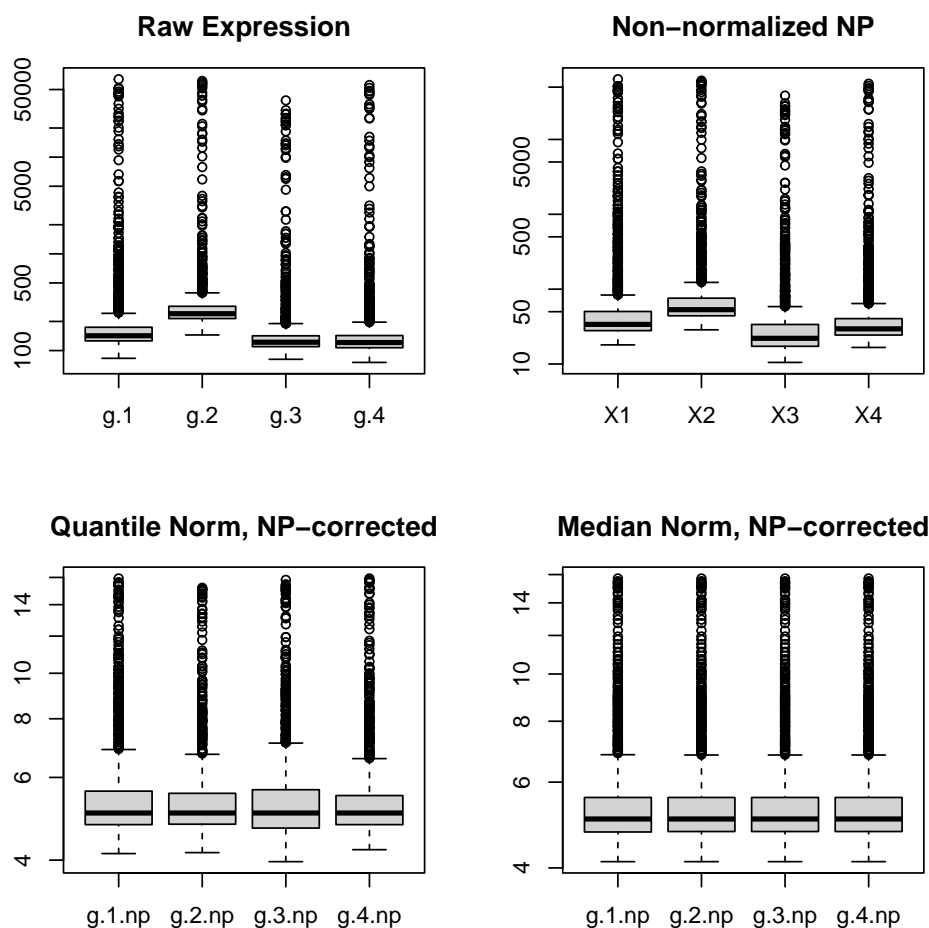 Raw Expression
50000
5000
500
100
g.1 g.2 g.3 g.4
Non−normalized NP
5000
500
50
10
X1 X2 X3 X4
Quantile Norm, NP−corrected
14
10
8
6
4
g.1.np g.2.np g.3.np g.4.np
Median Norm, NP−corrected
14
10
8
6
4
g.1.np g.2.np g.3.np g.4.np